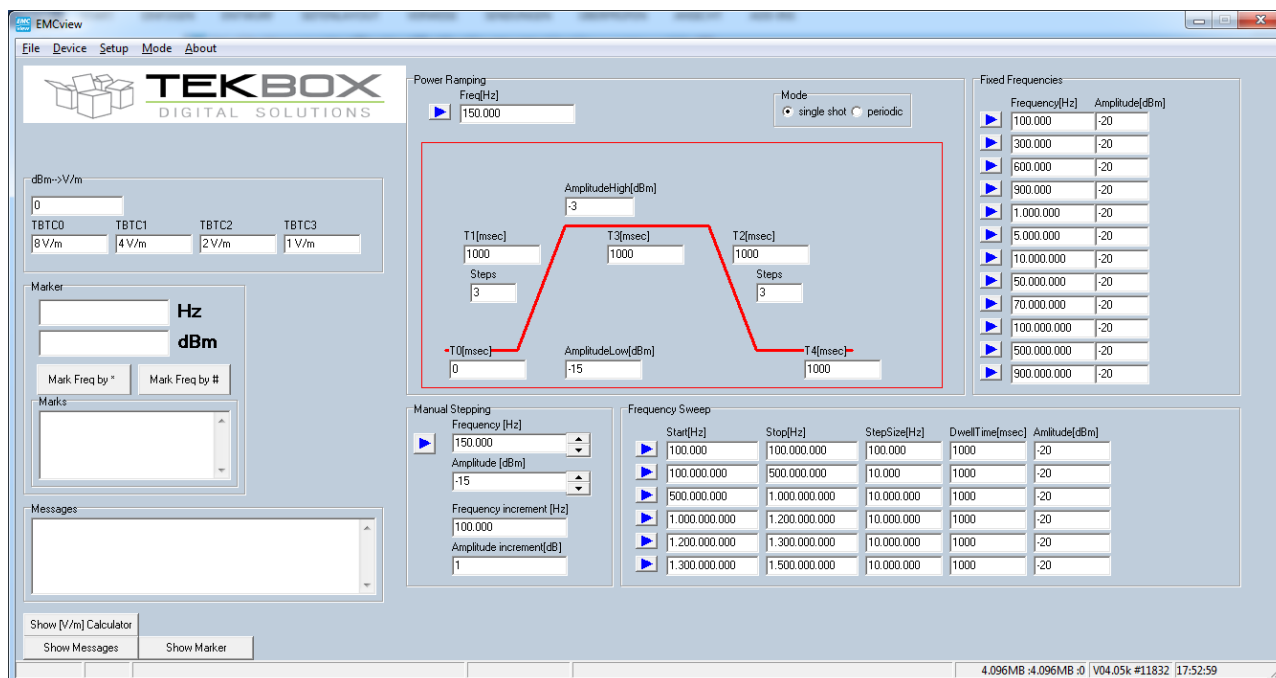 EMCview
File Device Setup Mode About
TEKBOX
DIGITAL SOLUTIONS
dBm-->V/m
0
TBTC0 TBTC1 TBTC2 TBTC3
8 V/m 4 V/m 2 V/m 1 V/m
Marker
Hz
dBm
Mark Freq by * Mark Freq by #
Marks
Messages
Show [V/m] Calculator
Show Messages Show Marker
Power Ramping
Freq[Hz]
150.000
Mode
single shot periodic
AmplitudeHigh[dBm]
-3
T1[msec] T3[msec] T2[msec]
1000 1000 1000
Steps Steps
3 3
T0[msec] AmplitudeLow[dBm] T4[msec]
0 -15 1000
Fixed Frequencies
Frequency[Hz] Amplitude[dBm]
100.000 -20
300.000 -20
600.000 -20
900.000 -20
1.000.000 -20
5.000.000 -20
10.000.000 -20
50.000.000 -20
70.000.000 -20
100.000.000 -20
500.000.000 -20
900.000.000 -20
Manual Stepping
Frequency [Hz]
150.000
Amplitude [dBm]
-15
Frequency increment [Hz]
100.000
Amplitude increment[dB]
1
Frequency Sweep
Start[Hz] Stop[Hz] StepSize[Hz] DwellTime[msec] Amlitude[dBm]
100.000 100.000.000 100.000 1000 -20
100.000.000 500.000.000 10.000 1000 -20
500.000.000 1.000.000.000 10.000.000 1000 -20
1.000.000.000 1.200.000.000 10.000.000 1000 -20
1.200.000.000 1.300.000.000 10.000.000 1000 -20
1.300.000.000 1.500.000.000 10.000.000 1000 -20
4.096MB :4.096MB :0 V04.05k #11832 17:52:59